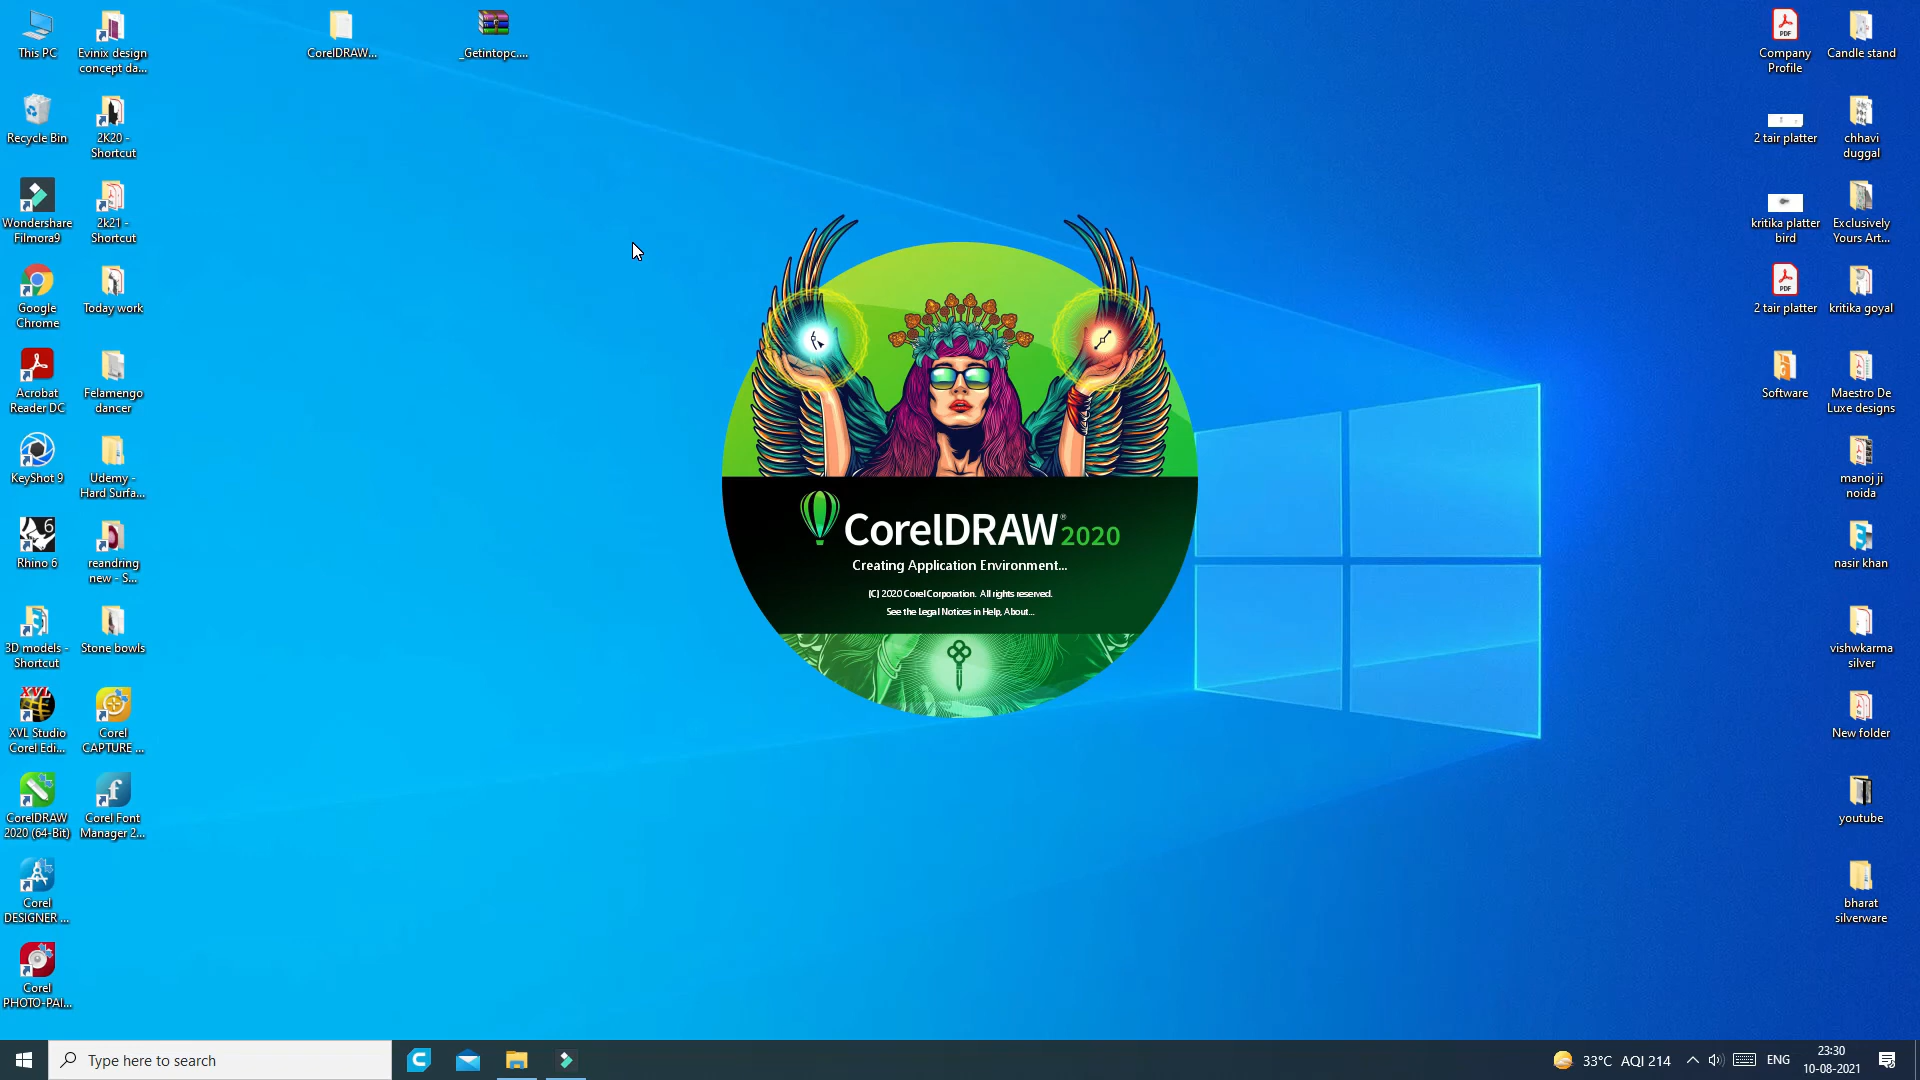 This PC
Evinix design
concept da...
CorelDRAW...
_Getintopc....
Company
Profile
Candle stand
Recycle Bin
2K20 -
Shortcut
2 tair platter
chhavi
duggal
Wondershare
Filmora9
2k21 -
Shortcut
kritika platter
bird
Exclusively
Yours Art...
Google
Chrome
Today work
2 tair platter
kritika goyal
Acrobat
Reader DC
Felamengo
dancer
Software
Maestro De
Luxe designs
KeyShot 9
Udemy -
Hard Surfa...
manoj ji
noida
Rhino 6
reandring
new - S...
nasir khan
3D models -
Shortcut
Stone bowls
vishwkarma
silver
XVL Studio
Corel Edi...
Corel
CAPTURE ...
New folder
CorelDRAW
2020 (64-Bit)
Corel Font
Manager 2...
youtube
Corel
DESIGNER ...
bharat
silverware
Corel
PHOTO-PAI...
CorelDRAW® 2020
Creating Application Environment...
(C) 2020 Corel Corporation. All rights reserved.
See the Legal Notices in Help, About...
Type here to search
33°C AQI 214
ENG
23:30
10-08-2021